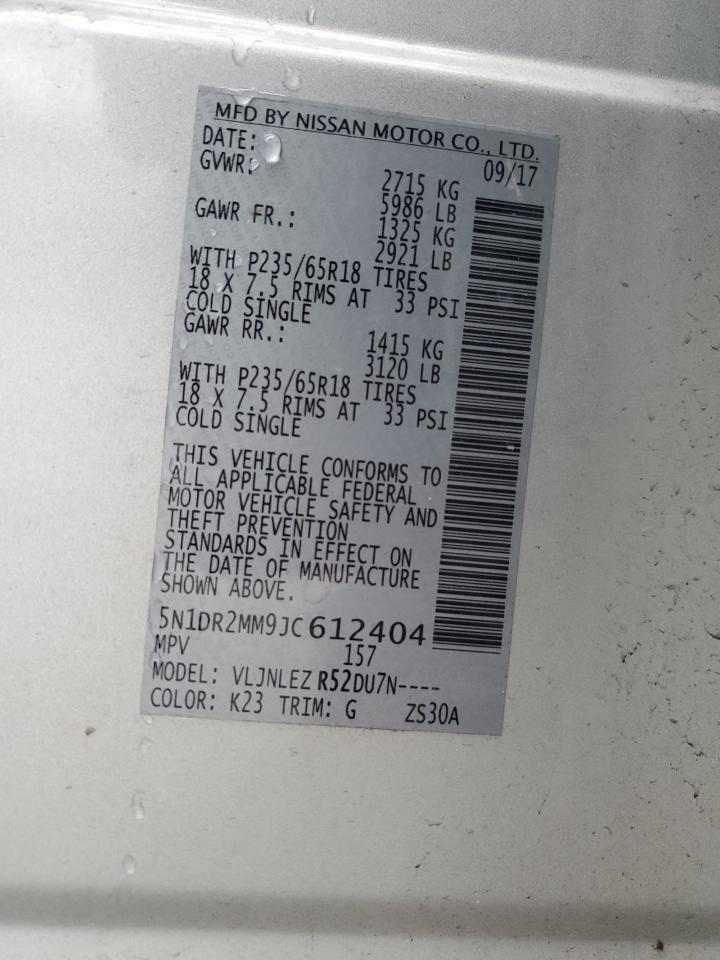 MFD BY NISSAN MOTOR CO., LTD.
DATE: 09/17
GVWR: 2715 KG
5986 LB
GAWR FR.: 1325 KG
2921 LB
WITH P235/65R18 TIRES
18 X 7.5 RIMS AT 33 PSI
COLD SINGLE
GAWR RR.: 1415 KG
3120 LB
WITH P235/65R18 TIRES
18 X 7.5 RIMS AT 33 PSI
COLD SINGLE
THIS VEHICLE CONFORMS TO
ALL APPLICABLE FEDERAL
MOTOR VEHICLE SAFETY AND
THEFT PREVENTION
STANDARDS IN EFFECT ON
THE DATE OF MANUFACTURE
SHOWN ABOVE.
5N1DR2MM9JC612404
MPV 157
MODEL: VLJNLEZ R52DU7N----
COLOR: K23 TRIM: G ZS30A